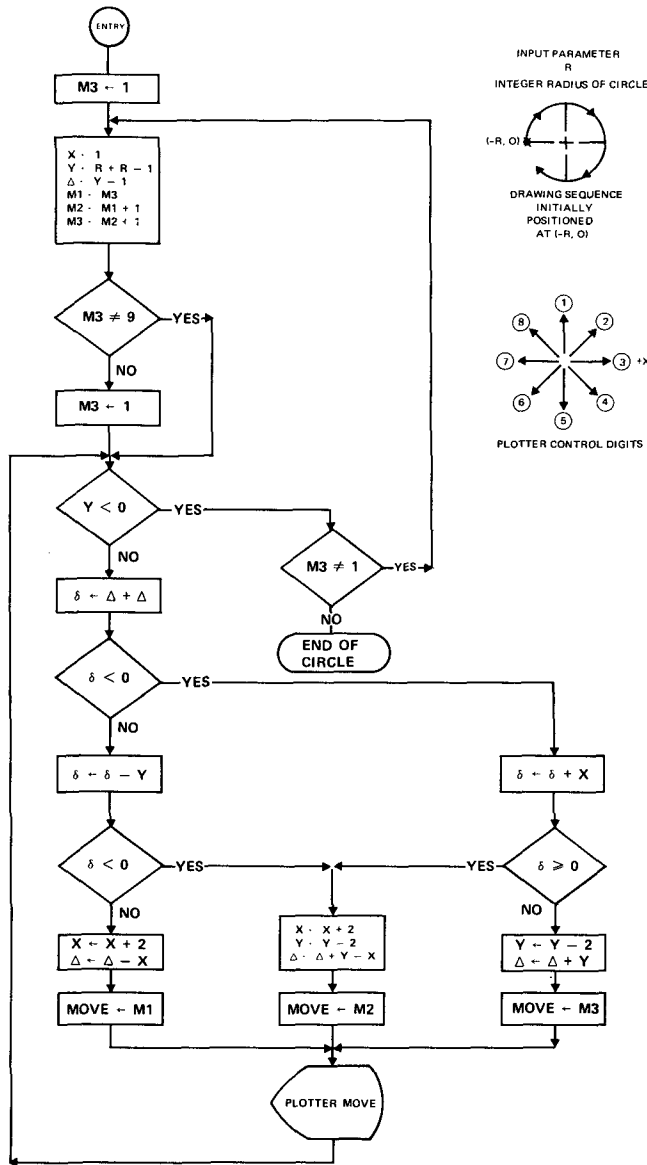 ENTRY
M3 ← 1
X · 1
Y · R + R − 1
Δ · Y − 1
M1 · M3
M2 · M1 + 1
M3 · M2 + 1
M3 ≠ 9
YES
NO
M3 ← 1
Y < 0
YES
NO
M3 ≠ 1
YES
NO
END OF
CIRCLE
δ ← Δ + Δ
δ < 0
YES
NO
δ ← δ − Y
δ ← δ + X
δ < 0
YES
NO
YES
δ ⩾ 0
NO
X ← X + 2
Δ ← Δ − X
X · X + 2
Y · Y − 2
Δ · Δ + Y − X
Y ← Y − 2
Δ ← Δ + Y
MOVE ← M1
MOVE ← M2
MOVE ← M3
PLOTTER MOVE
INPUT PARAMETER
R
INTEGER RADIUS OF CIRCLE
(-R, O)
DRAWING SEQUENCE
INITIALLY
POSITIONED
AT (-R, O)
1
8
2
7
3 +X
6
4
5
PLOTTER CONTROL DIGITS